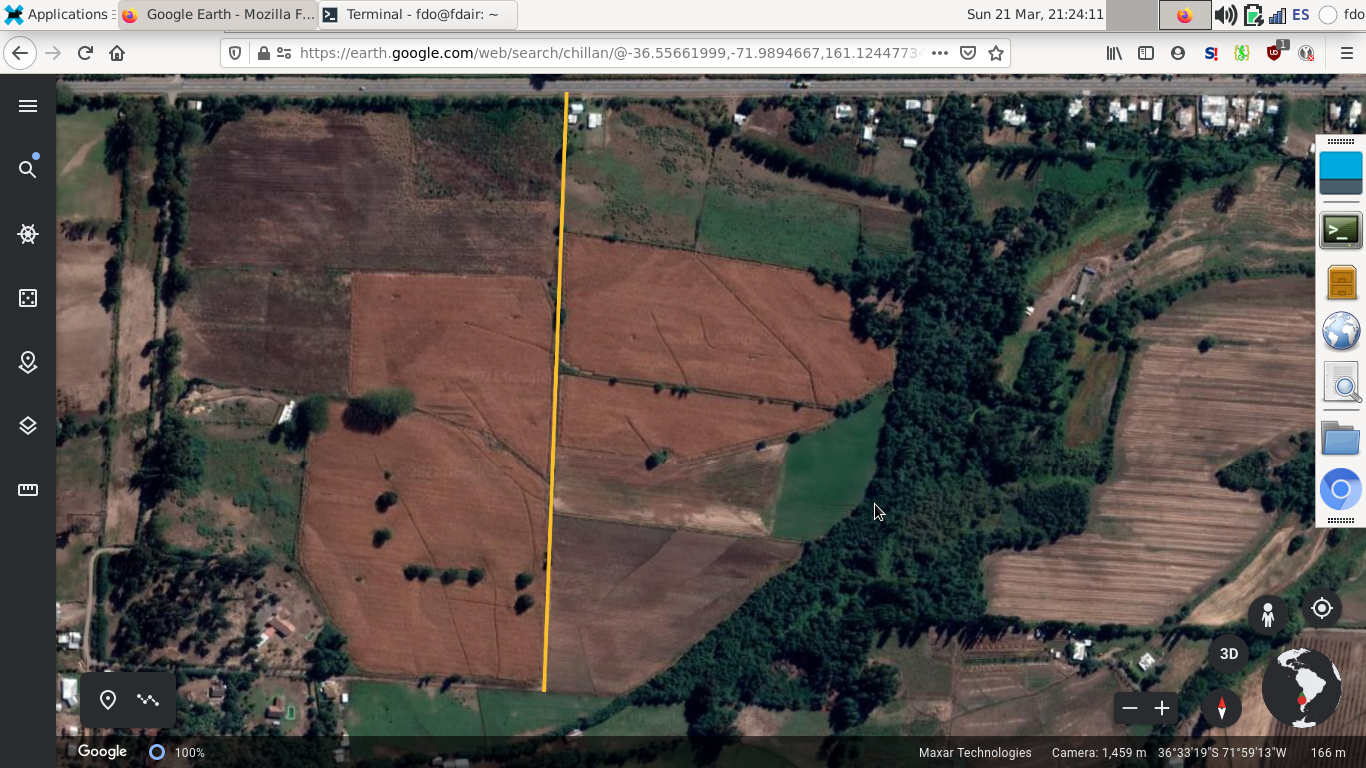 Applications
Google Earth - Mozilla F...
Terminal - fdo@fdair: ~
Sun 21 Mar, 21:24:11
ES
fdo
https://earth.google.com/web/search/chillan/@-36.55661999,-71.9894667,161.12447734
1
3D
Google
100%
Maxar Technologies
Camera: 1,459 m
36°33'19"S 71°59'13"W
166 m